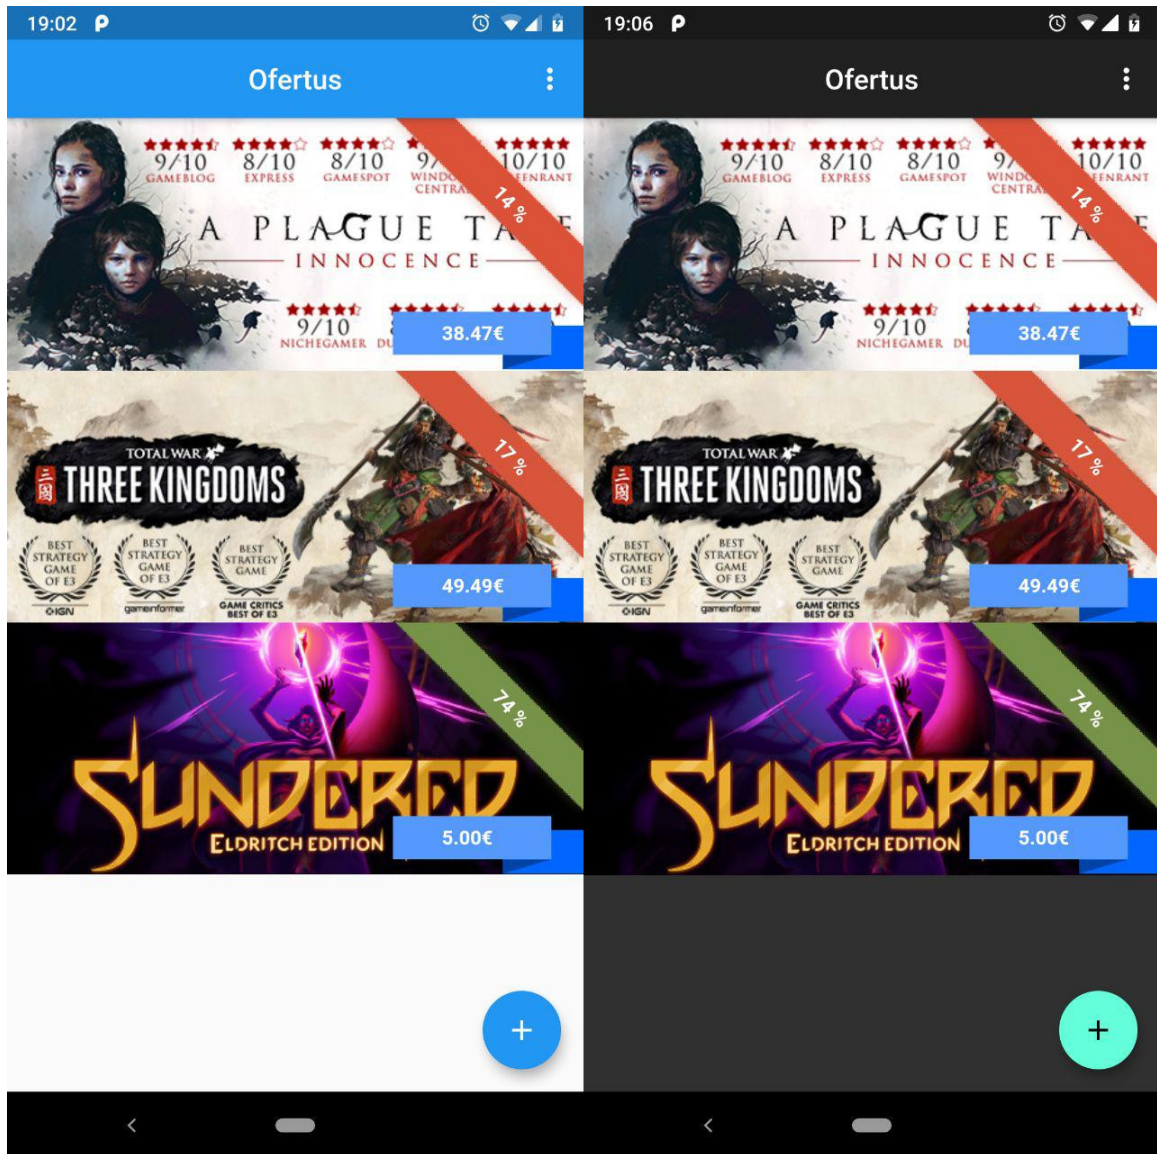 19:02
Ofertus
9/10 8/10 8/10 10/10
GAMEBLOG EXPRESS GAMESPOT
14 %
A PLAGUE
INNOCENCE
9/10
NICHEGAMER
38.47€
TOTAL WAR
三國
THREE KINGDOMS
17 %
BEST STRATEGY GAME OF E3
IGN
BEST STRATEGY GAME OF E3
gameinformer
BEST STRATEGY GAME
GAME CRITICS
BEST OF E3
49.49€
74 %
SUNDERED
ELDRITCH EDITION
5.00€
+
19:06
Ofertus
9/10 8/10 8/10 10/10
GAMEBLOG EXPRESS GAMESPOT
14 %
A PLAGUE
INNOCENCE
9/10
NICHEGAMER
38.47€
TOTAL WAR
三國
THREE KINGDOMS
17 %
BEST STRATEGY GAME OF E3
IGN
BEST STRATEGY GAME OF E3
gameinformer
BEST STRATEGY GAME
GAME CRITICS
BEST OF E3
49.49€
74 %
SUNDERED
ELDRITCH EDITION
5.00€
+